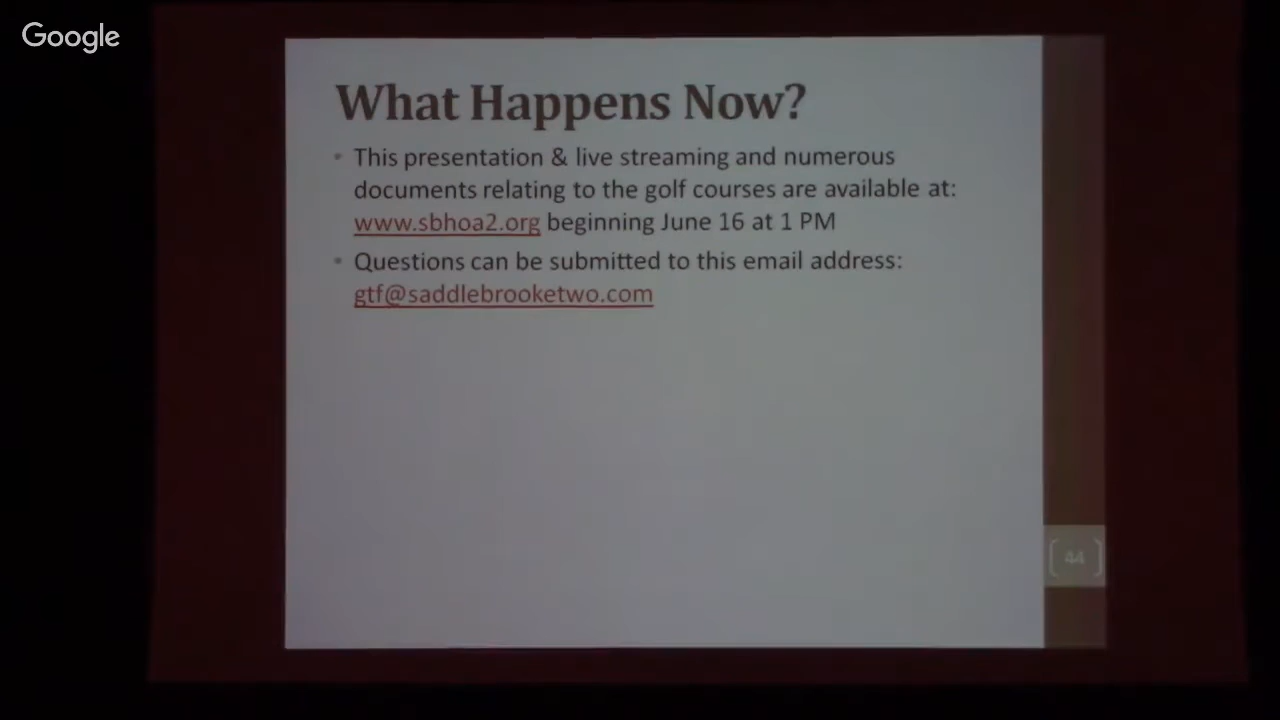 Google
What Happens Now?
• This presentation & live streaming and numerous
documents relating to the golf courses are available at:
www.sbhoa2.org beginning June 16 at 1 PM
• Questions can be submitted to this email address:
gtf@saddlebrooketwo.com
44